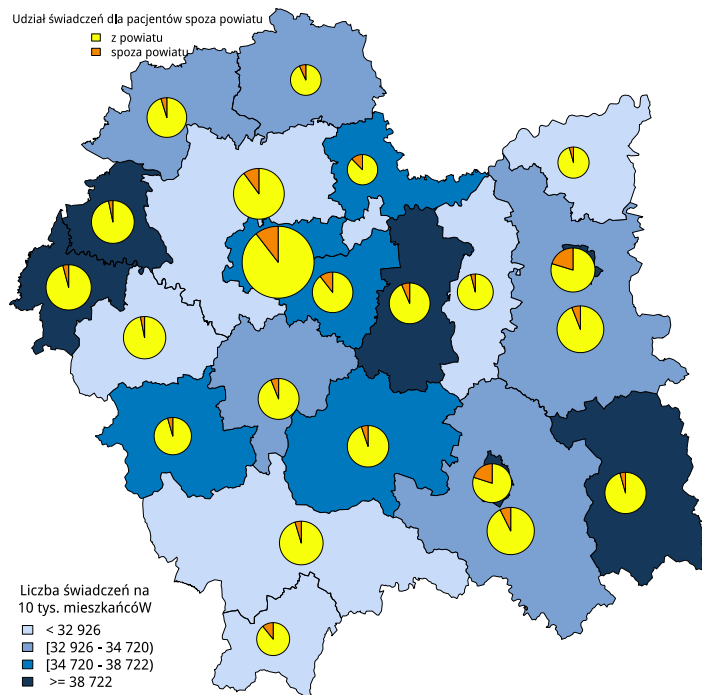 Udział świadczeń dla pacjentów spoza powiatu
z powiatu
spoza powiatu
Liczba świadczeń na
10 tys. mieszkańcóW
< 32 926
[32 926 - 34 720)
[34 720 - 38 722)
>= 38 722